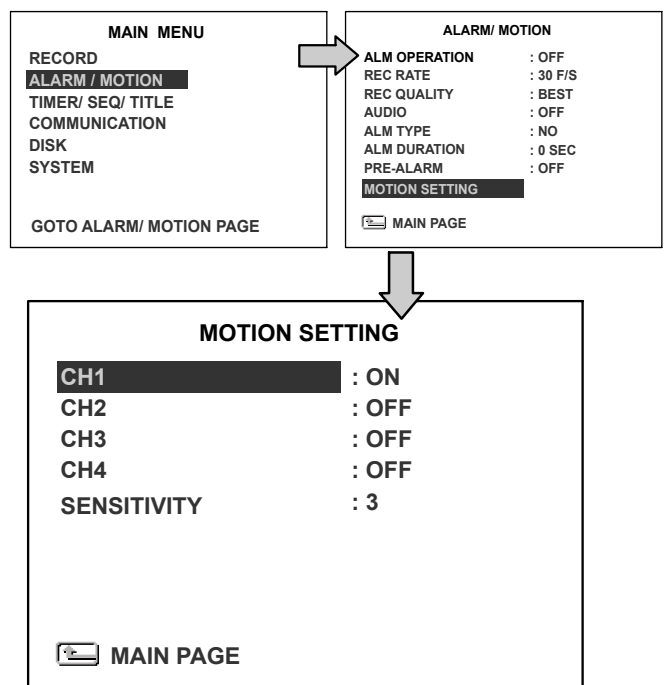 MAIN MENU
RECORD
ALARM / MOTION
TIMER/ SEQ/ TITLE
COMMUNICATION
DISK
SYSTEM
GOTO ALARM/ MOTION PAGE
ALARM/ MOTION
ALM OPERATION : OFF
REC RATE : 30 F/S
REC QUALITY : BEST
AUDIO : OFF
ALM TYPE : NO
ALM DURATION : 0 SEC
PRE-ALARM : OFF
MOTION SETTING
MAIN PAGE
MOTION SETTING
CH1 : ON
CH2 : OFF
CH3 : OFF
CH4 : OFF
SENSITIVITY : 3
MAIN PAGE